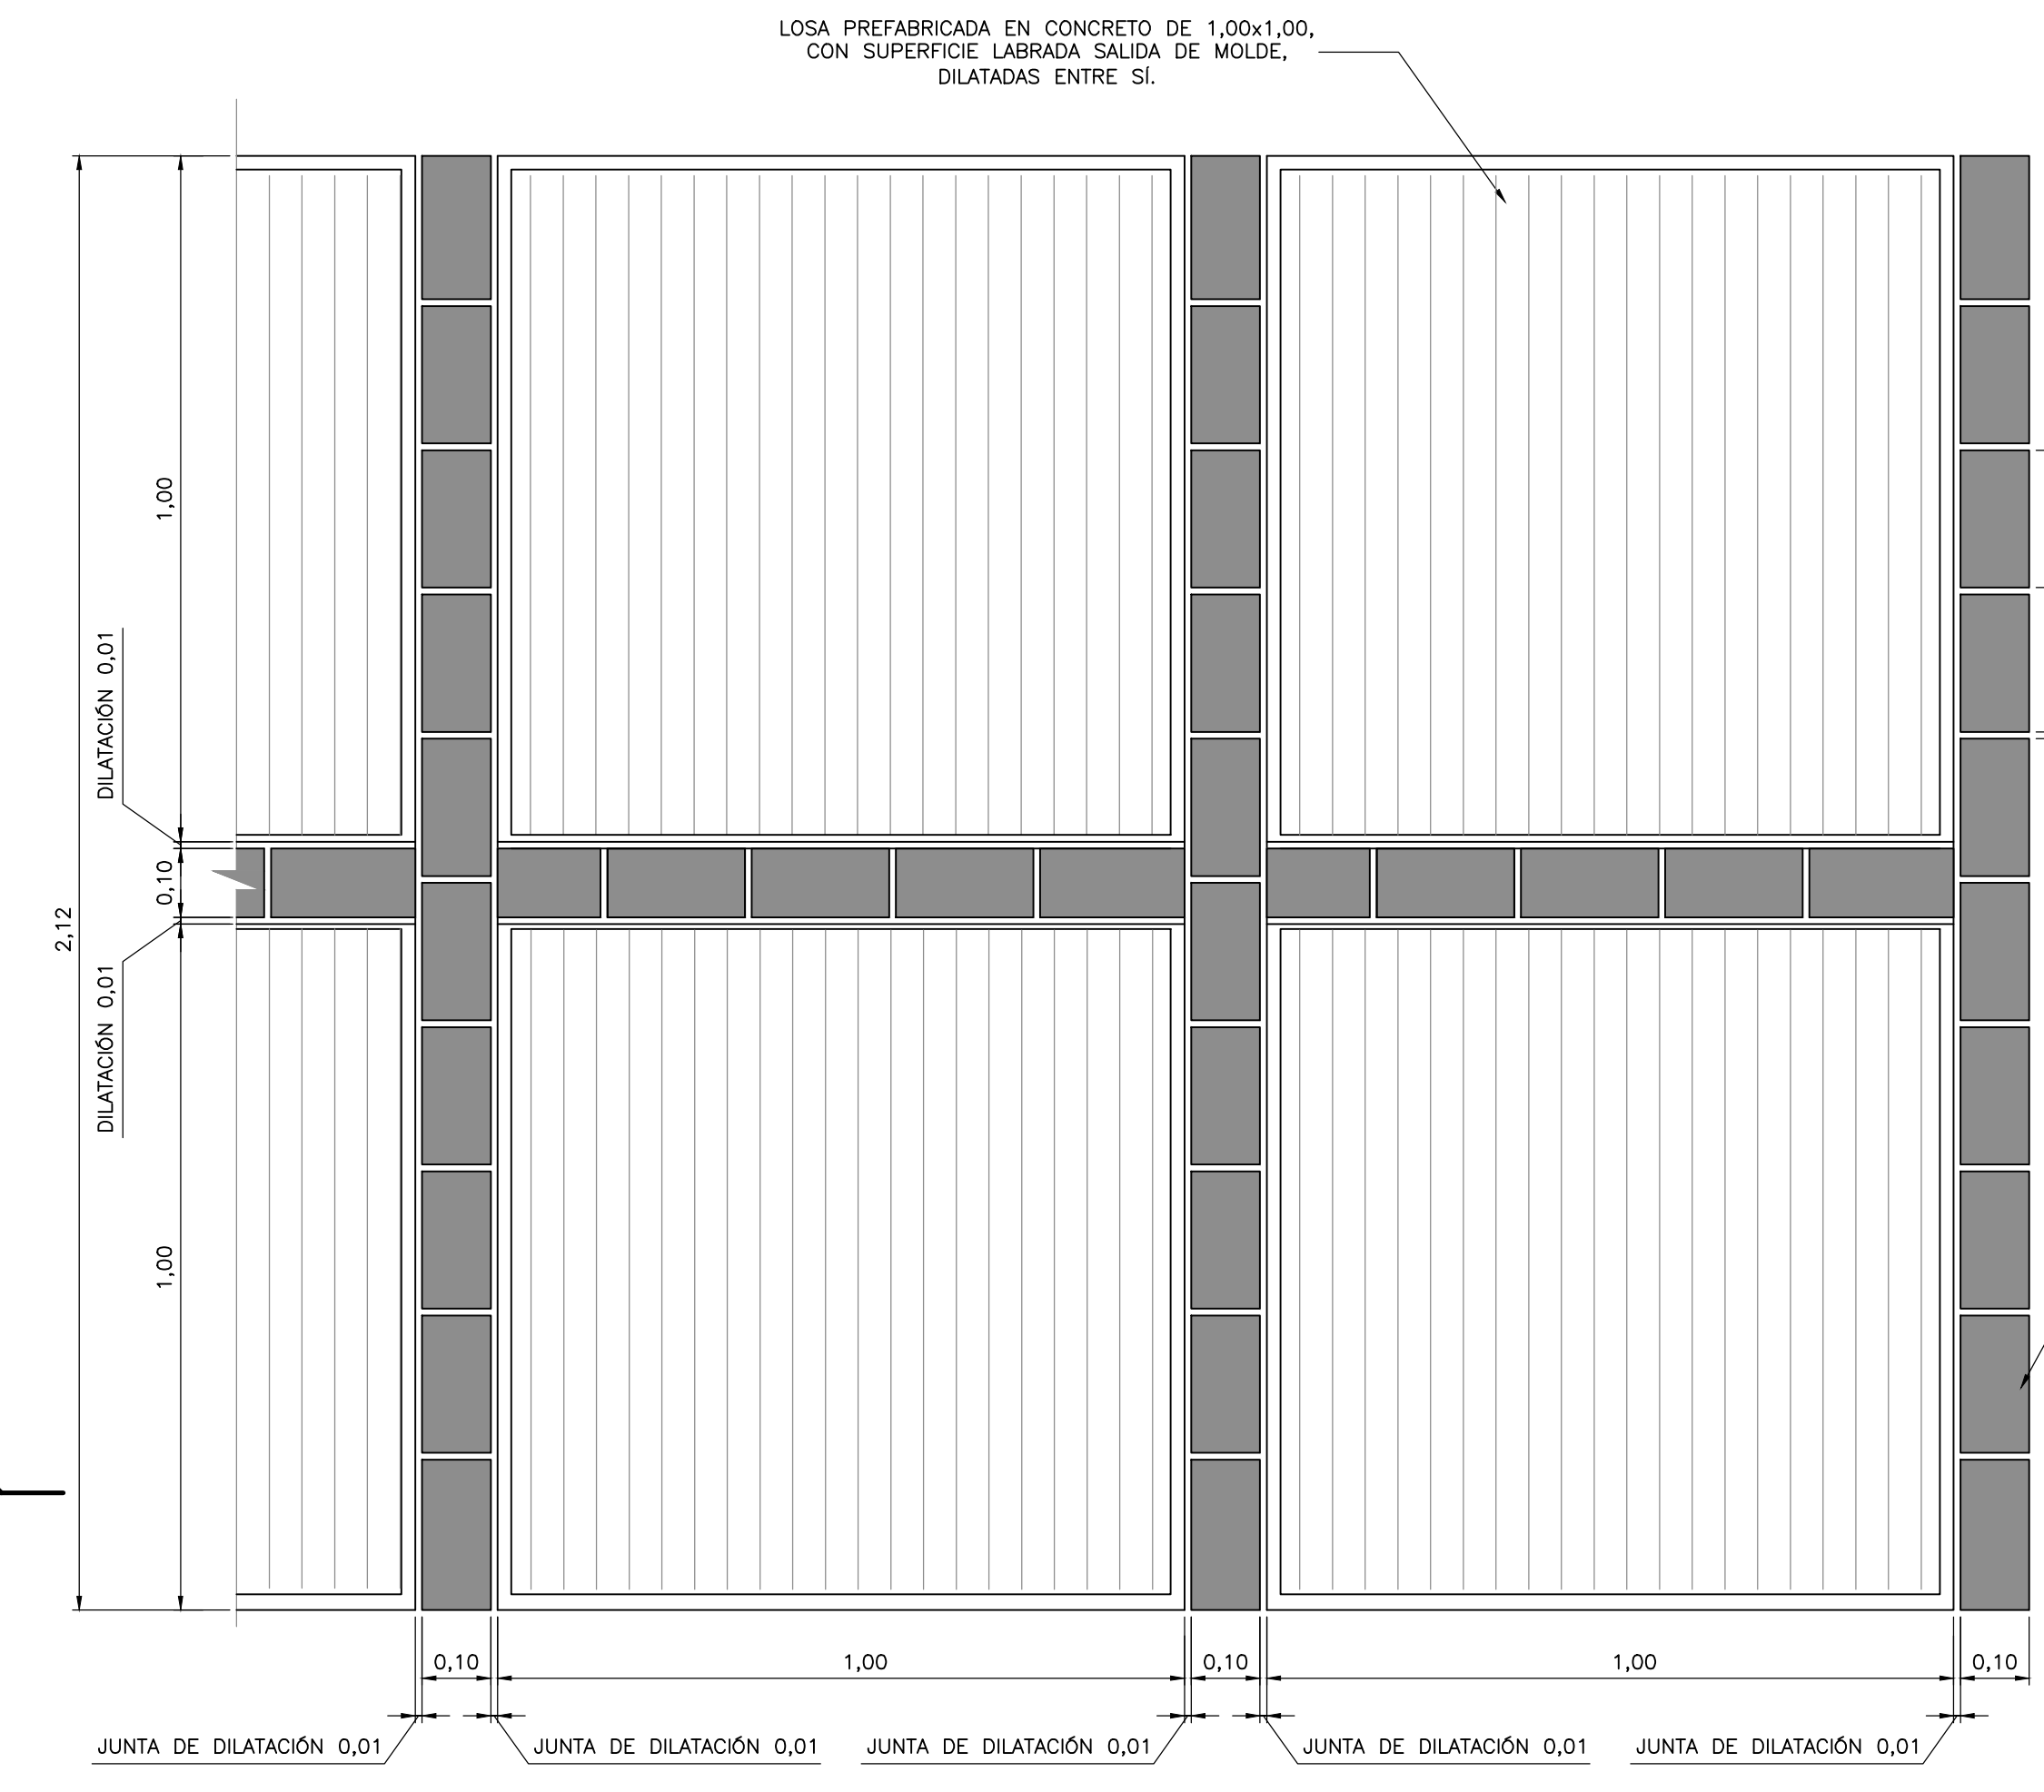 LOSA PREFABRICADA EN CONCRETO DE 1,00x1,00,
CON SUPERFICIE LABRADA SALIDA DE MOLDE,
DILATADAS ENTRE SÍ.
1,00
DILATACIÓN 0,01
0,10
2,12
DILATACIÓN 0,01
1,00
0,10
1,00
0,10
1,00
0,10
JUNTA DE DILATACIÓN 0,01
JUNTA DE DILATACIÓN 0,01
JUNTA DE DILATACIÓN 0,01
JUNTA DE DILATACIÓN 0,01
JUNTA DE DILATACIÓN 0,01